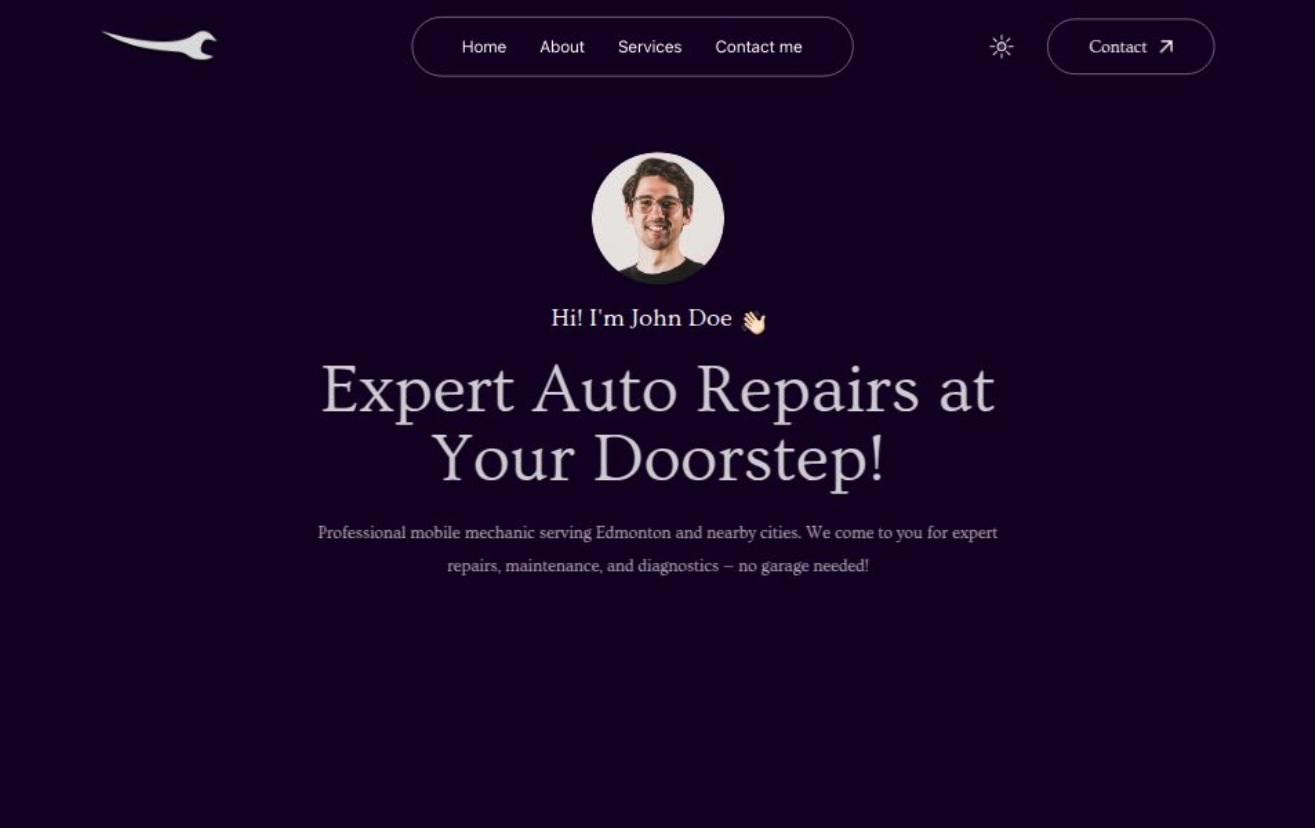 Home About Services Contact me
Contact
Hi! I'm John Doe 👋🏻
Expert Auto Repairs at
Your Doorstep!
Professional mobile mechanic serving Edmonton and nearby cities. We come to you for expert
repairs, maintenance, and diagnostics – no garage needed!